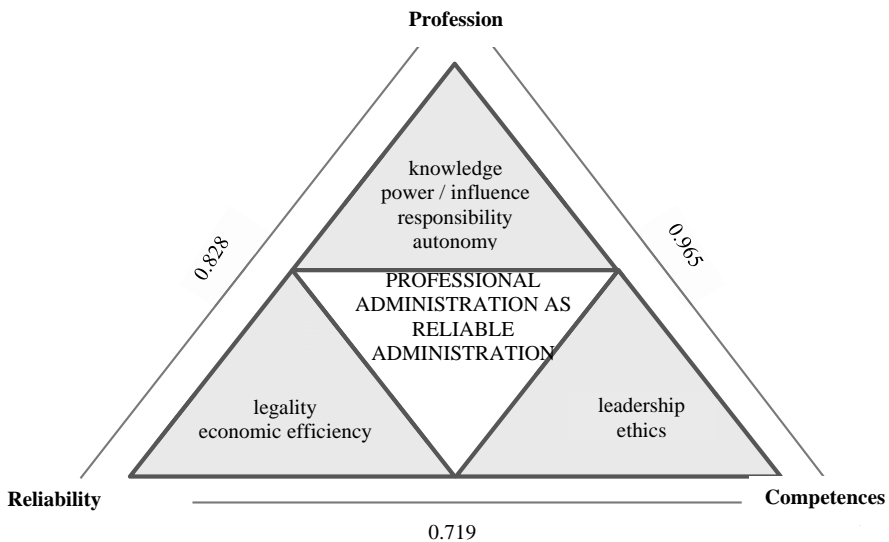 Profession
knowledge
power / influence
responsibility
autonomy
0.828
0.965
PROFESSIONAL
ADMINISTRATION AS
RELIABLE
ADMINISTRATION
legality
economic efficiency
leadership
ethics
Reliability
Competences
0.719